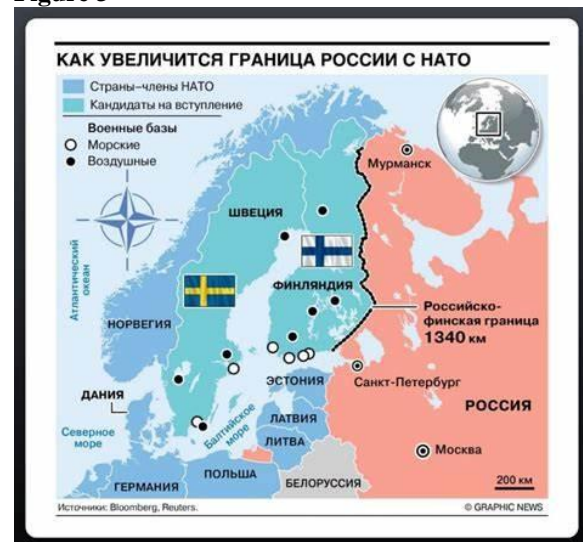 Figure 3
КАК УВЕЛИЧИТСЯ ГРАНИЦА РОССИИ С НАТО
Страны–члены НАТО
Кандидаты на вступление
Военные базы
Морские
Воздушные
Мурманск
ШВЕЦИЯ
Атлантический
океан
ФИНЛЯНДИЯ
НОРВЕГИЯ
Российско-
финская граница
1340 км
ЭСТОНИЯ
Санкт-Петербург
ДАНИЯ
РОССИЯ
Северное
море
Балтийское
море
ЛАТВИЯ
ЛИТВА
Москва
ПОЛЬША
ГЕРМАНИЯ
БЕЛОРУССИЯ
200 км
Источники: Bloomberg, Reuters.
© GRAPHIC NEWS